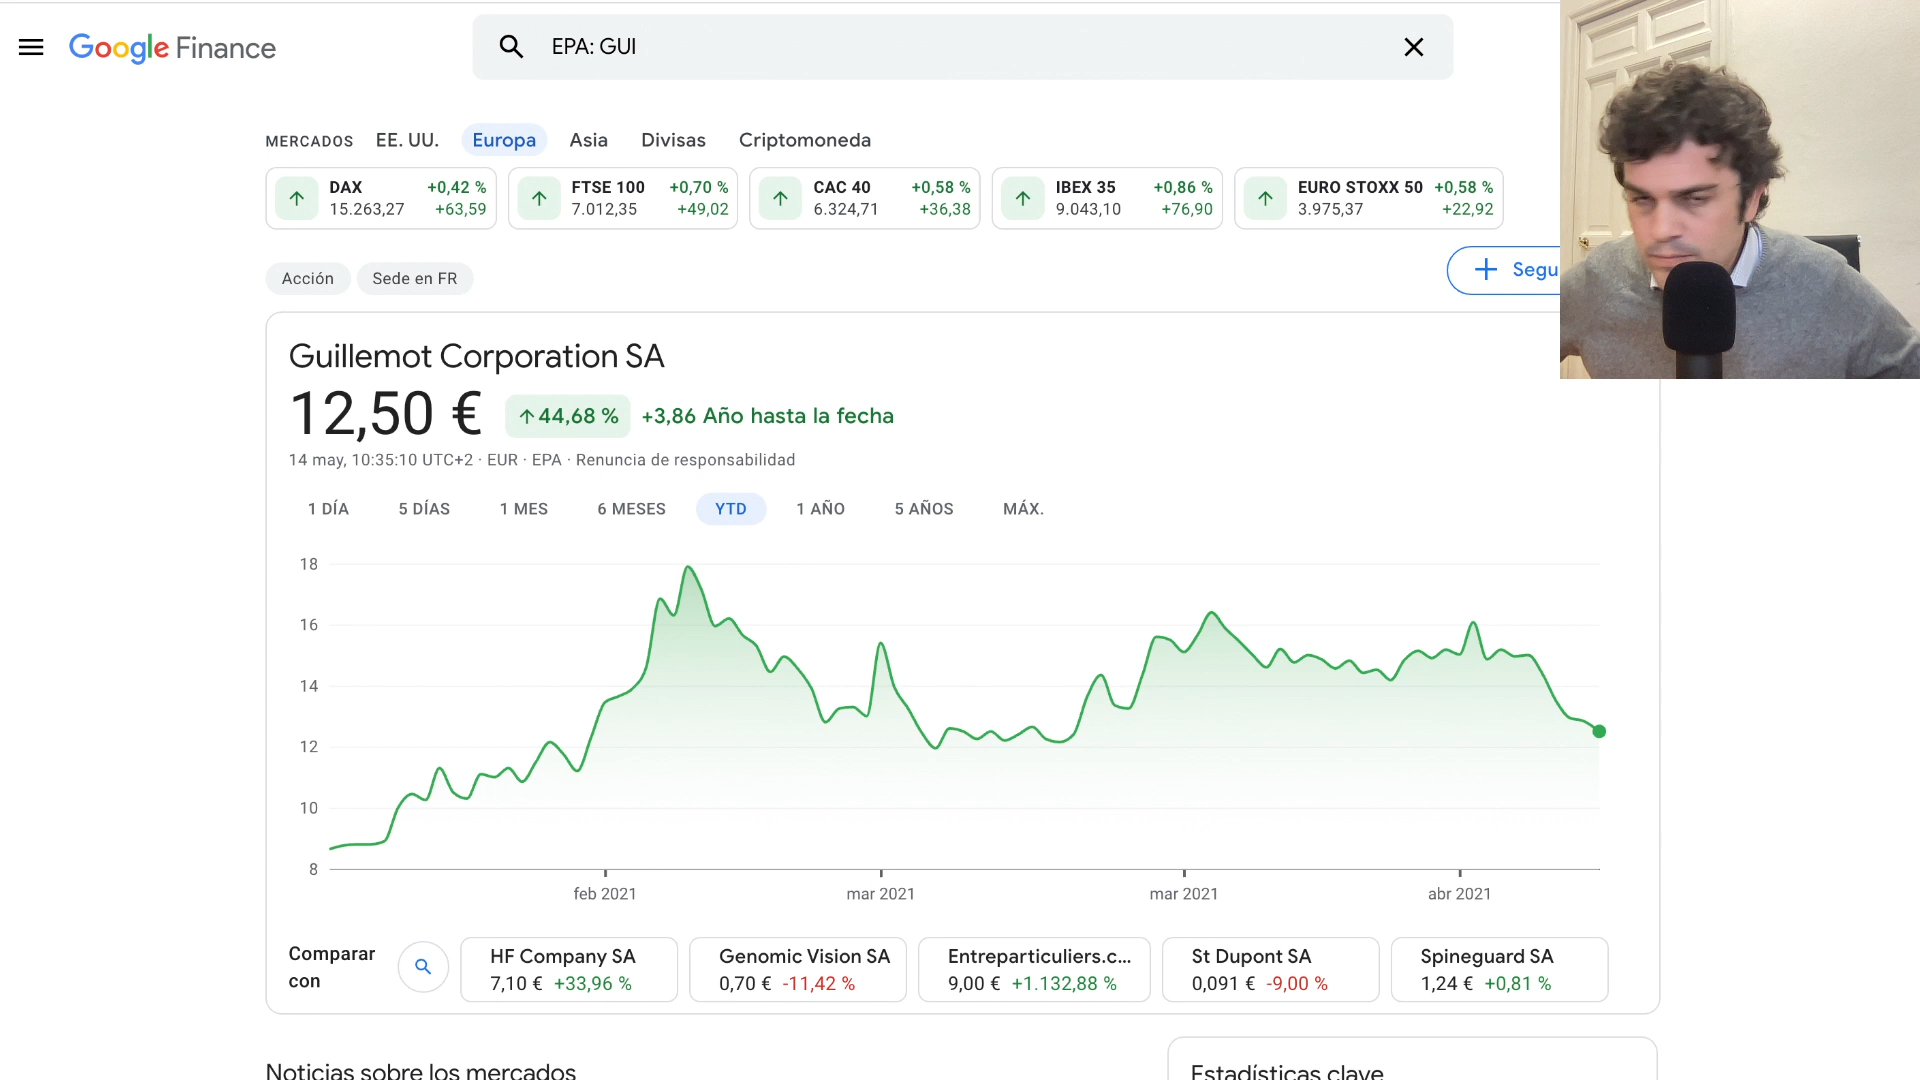 Google Finance
EPA: GUI
MERCADOS EE. UU. Europa Asia Divisas Criptomoneda
DAX +0,42 %
15.263,27 +63,59
FTSE 100 +0,70 %
7.012,35 +49,02
CAC 40 +0,58 %
6.324,71 +36,38
IBEX 35 +0,86 %
9.043,10 +76,90
EURO STOXX 50 +0,58 %
3.975,37 +22,92
Acción Sede en FR
+ Segu
Guillemot Corporation SA
12,50 € ↑44,68 % +3,86 Año hasta la fecha
14 may, 10:35:10 UTC+2 · EUR · EPA · Renuncia de responsabilidad
1 DÍA 5 DÍAS 1 MES 6 MESES YTD 1 AÑO 5 AÑOS MÁX.
18
16
14
12
10
8
feb 2021 mar 2021 mar 2021 abr 2021
Comparar
con
HF Company SA
7,10 € +33,96 %
Genomic Vision SA
0,70 € -11,42 %
Entreparticuliers.c...
9,00 € +1.132,88 %
St Dupont SA
0,091 € -9,00 %
Spineguard SA
1,24 € +0,81 %
Noticias sobre los mercados
Estadísticas clave